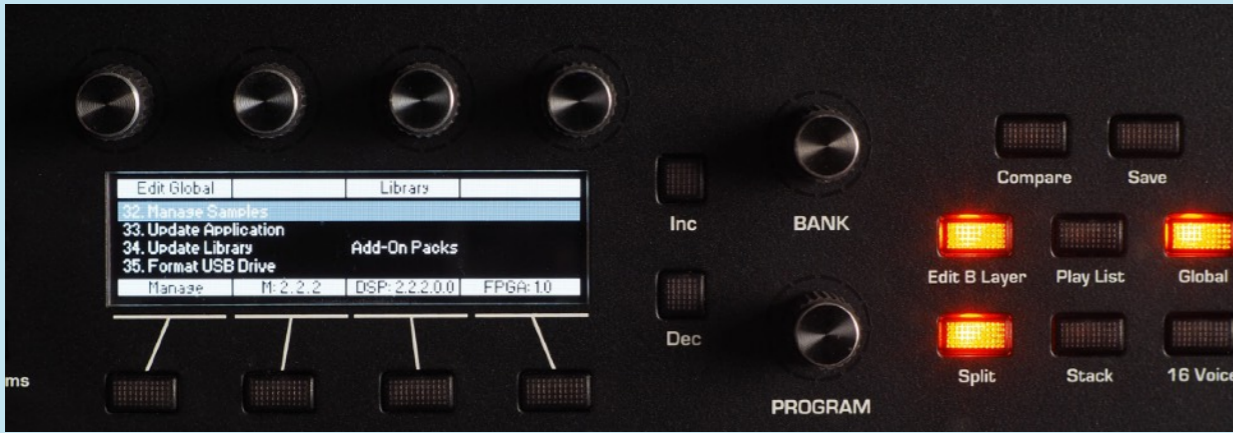 Edit Global Library
32. Manage Samples
33. Update Application
34. Update Library Add-On Packs
35. Format USB Drive
Manage M: 2.2.2 DSP: 2.2.2.0.0 FPGA: 1.0
ms
Inc
Dec
BANK
PROGRAM
Compare Save
Edit B Layer Play List Global
Split Stack 16 Voice